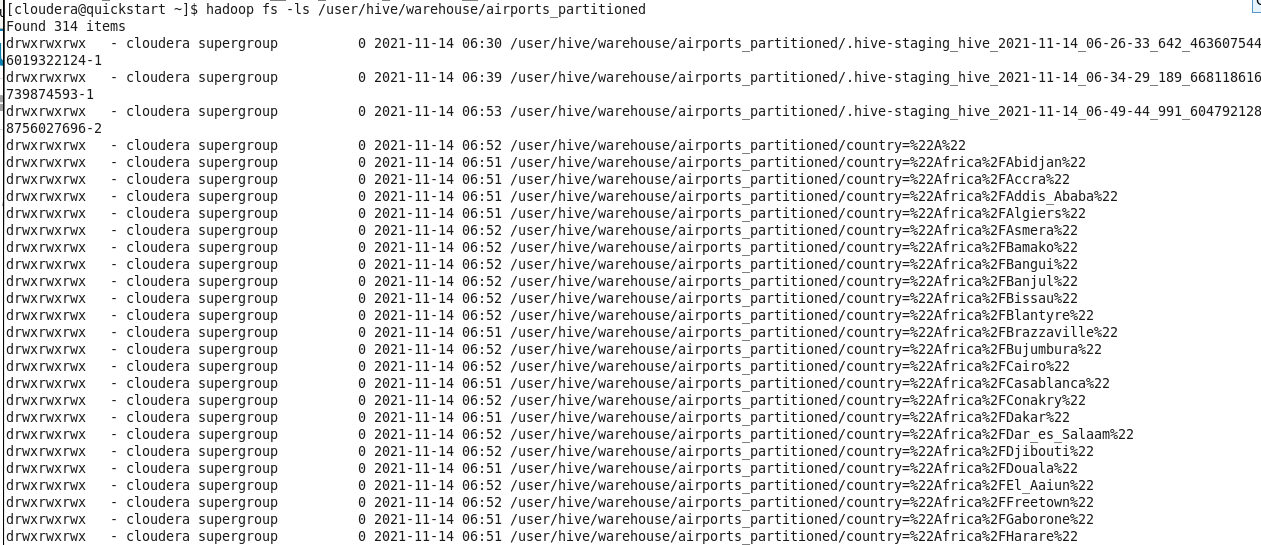 [cloudera@quickstart ~]$ hadoop fs -ls /user/hive/warehouse/airports_partitioned
Found 314 items
drwxrwxrwx   - cloudera supergroup          0 2021-11-14 06:30 /user/hive/warehouse/airports_partitioned/.hive-staging_hive_2021-11-14_06-26-33_642_463607544
6019322124-1
drwxrwxrwx   - cloudera supergroup          0 2021-11-14 06:39 /user/hive/warehouse/airports_partitioned/.hive-staging_hive_2021-11-14_06-34-29_189_668118616
739874593-1
drwxrwxrwx   - cloudera supergroup          0 2021-11-14 06:53 /user/hive/warehouse/airports_partitioned/.hive-staging_hive_2021-11-14_06-49-44_991_604792128
8756027696-2
drwxrwxrwx   - cloudera supergroup          0 2021-11-14 06:52 /user/hive/warehouse/airports_partitioned/country=%22A%22
drwxrwxrwx   - cloudera supergroup          0 2021-11-14 06:51 /user/hive/warehouse/airports_partitioned/country=%22Africa%2FAbidjan%22
drwxrwxrwx   - cloudera supergroup          0 2021-11-14 06:51 /user/hive/warehouse/airports_partitioned/country=%22Africa%2FAccra%22
drwxrwxrwx   - cloudera supergroup          0 2021-11-14 06:51 /user/hive/warehouse/airports_partitioned/country=%22Africa%2FAddis_Ababa%22
drwxrwxrwx   - cloudera supergroup          0 2021-11-14 06:51 /user/hive/warehouse/airports_partitioned/country=%22Africa%2FAlgiers%22
drwxrwxrwx   - cloudera supergroup          0 2021-11-14 06:52 /user/hive/warehouse/airports_partitioned/country=%22Africa%2FAsmera%22
drwxrwxrwx   - cloudera supergroup          0 2021-11-14 06:52 /user/hive/warehouse/airports_partitioned/country=%22Africa%2FBamako%22
drwxrwxrwx   - cloudera supergroup          0 2021-11-14 06:52 /user/hive/warehouse/airports_partitioned/country=%22Africa%2FBangui%22
drwxrwxrwx   - cloudera supergroup          0 2021-11-14 06:52 /user/hive/warehouse/airports_partitioned/country=%22Africa%2FBanjul%22
drwxrwxrwx   - cloudera supergroup          0 2021-11-14 06:52 /user/hive/warehouse/airports_partitioned/country=%22Africa%2FBissau%22
drwxrwxrwx   - cloudera supergroup          0 2021-11-14 06:52 /user/hive/warehouse/airports_partitioned/country=%22Africa%2FBlantyre%22
drwxrwxrwx   - cloudera supergroup          0 2021-11-14 06:51 /user/hive/warehouse/airports_partitioned/country=%22Africa%2FBrazzaville%22
drwxrwxrwx   - cloudera supergroup          0 2021-11-14 06:52 /user/hive/warehouse/airports_partitioned/country=%22Africa%2FBujumbura%22
drwxrwxrwx   - cloudera supergroup          0 2021-11-14 06:52 /user/hive/warehouse/airports_partitioned/country=%22Africa%2FCairo%22
drwxrwxrwx   - cloudera supergroup          0 2021-11-14 06:51 /user/hive/warehouse/airports_partitioned/country=%22Africa%2FCasablanca%22
drwxrwxrwx   - cloudera supergroup          0 2021-11-14 06:52 /user/hive/warehouse/airports_partitioned/country=%22Africa%2FConakry%22
drwxrwxrwx   - cloudera supergroup          0 2021-11-14 06:51 /user/hive/warehouse/airports_partitioned/country=%22Africa%2FDakar%22
drwxrwxrwx   - cloudera supergroup          0 2021-11-14 06:52 /user/hive/warehouse/airports_partitioned/country=%22Africa%2FDar_es_Salaam%22
drwxrwxrwx   - cloudera supergroup          0 2021-11-14 06:52 /user/hive/warehouse/airports_partitioned/country=%22Africa%2FDjibouti%22
drwxrwxrwx   - cloudera supergroup          0 2021-11-14 06:51 /user/hive/warehouse/airports_partitioned/country=%22Africa%2FDouala%22
drwxrwxrwx   - cloudera supergroup          0 2021-11-14 06:52 /user/hive/warehouse/airports_partitioned/country=%22Africa%2FEl_Aaiun%22
drwxrwxrwx   - cloudera supergroup          0 2021-11-14 06:52 /user/hive/warehouse/airports_partitioned/country=%22Africa%2FFreetown%22
drwxrwxrwx   - cloudera supergroup          0 2021-11-14 06:51 /user/hive/warehouse/airports_partitioned/country=%22Africa%2FGaborone%22
drwxrwxrwx   - cloudera supergroup          0 2021-11-14 06:51 /user/hive/warehouse/airports_partitioned/country=%22Africa%2FHarare%22